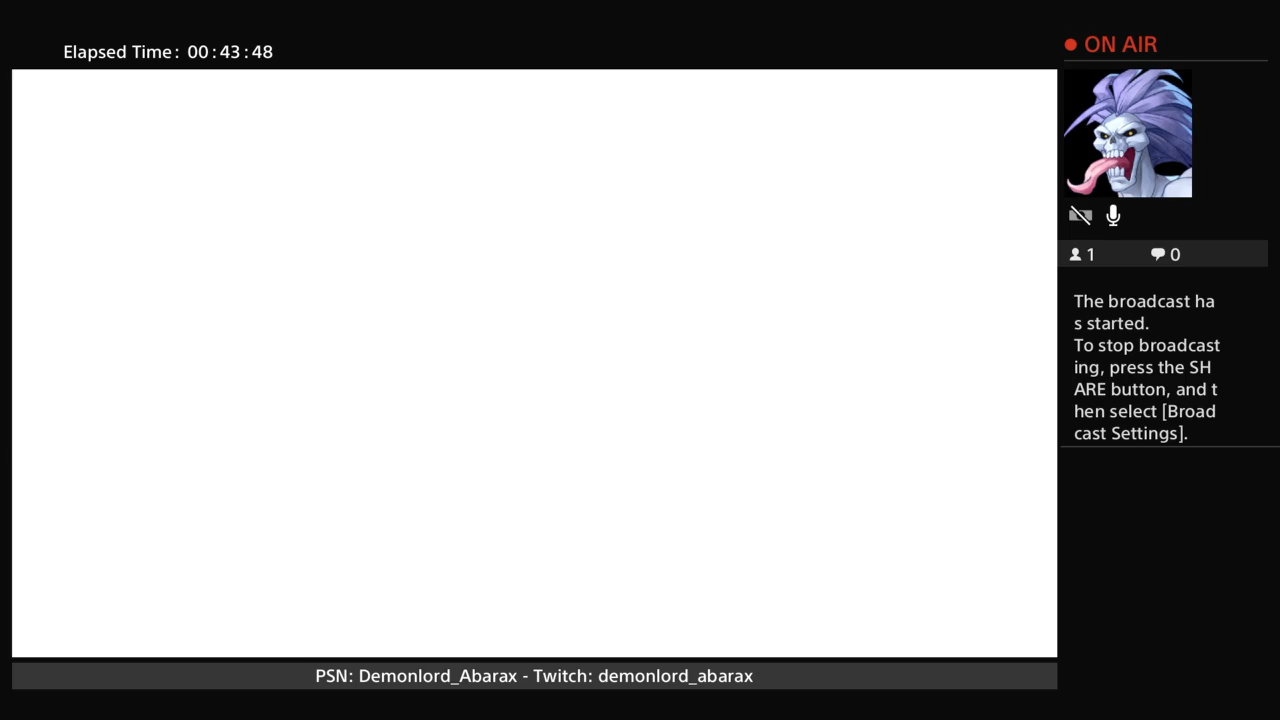 Elapsed Time: 00:43:48
ON AIR
1 0
The broadcast ha
s started.
To stop broadcast
ing, press the SH
ARE button, and t
hen select [Broad
cast Settings].
PSN: Demonlord_Abarax - Twitch: demonlord_abarax